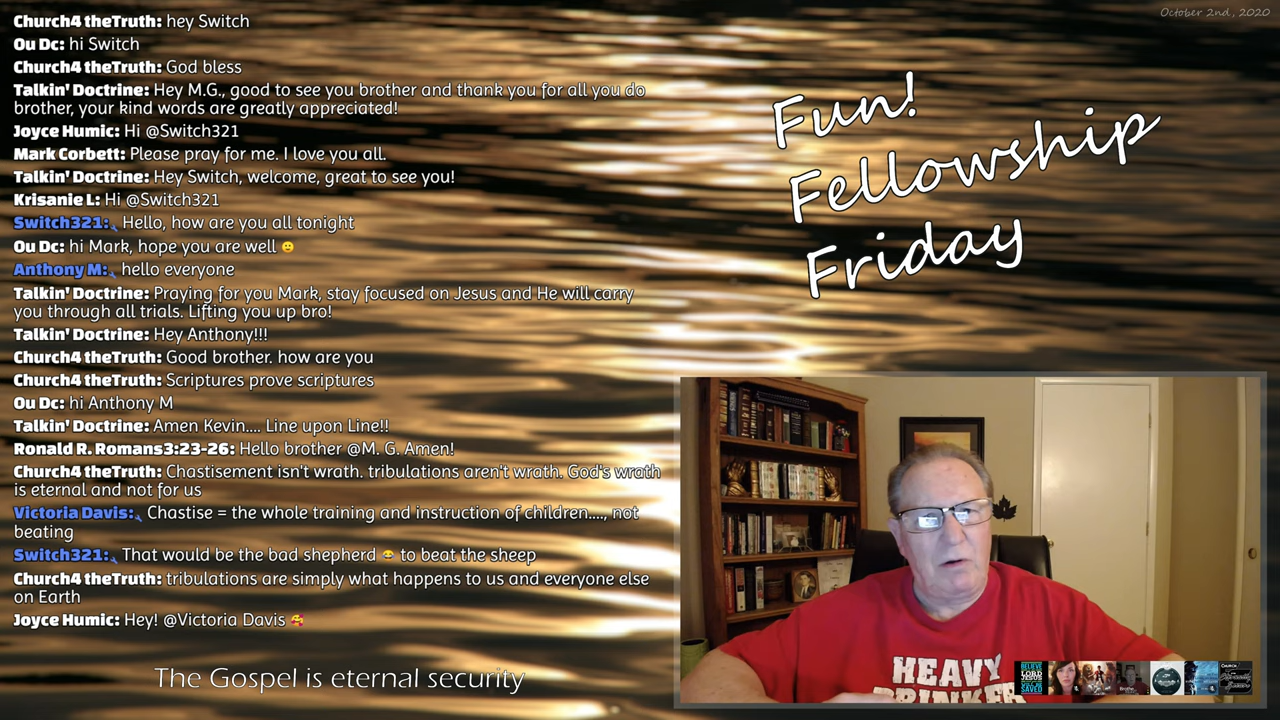 October 2nd, 2020
Church4 theTruth: hey Switch
Ou Dc: hi Switch
Church4 theTruth: God bless
Talkin' Doctrine: Hey M.G., good to see you brother and thank you for all you do
brother, your kind words are greatly appreciated!
Joyce Humic: Hi @Switch321
Mark Corbett: Please pray for me. I love you all.
Talkin' Doctrine: Hey Switch, welcome, great to see you!
Krisanie L: Hi @Switch321
Switch321: Hello, how are you all tonight
Ou Dc: hi Mark, hope you are well 🙂
Anthony M: hello everyone
Talkin' Doctrine: Praying for you Mark, stay focused on Jesus and He will carry
you through all trials. Lifting you up bro!
Talkin' Doctrine: Hey Anthony!!!
Church4 theTruth: Good brother. how are you
Church4 theTruth: Scriptures prove scriptures
Ou Dc: hi Anthony M
Talkin' Doctrine: Amen Kevin.... Line upon Line!!
Ronald R. Romans3:23-26: Hello brother @M. G. Amen!
Church4 theTruth: Chastisement isn't wrath. tribulations aren't wrath. God's wrath
is eternal and not for us
Victoria Davis: Chastise = the whole training and instruction of children...., not
beating
Switch321: That would be the bad shepherd 😂 to beat the sheep
Church4 theTruth: tribulations are simply what happens to us and everyone else
on Earth
Joyce Humic: Hey! @Victoria Davis 🥰
The Gospel is eternal security
Fun!
Fellowship
Friday
HEAVY
DRINKER
BELIEVE
LORD
JESUS
SAVED